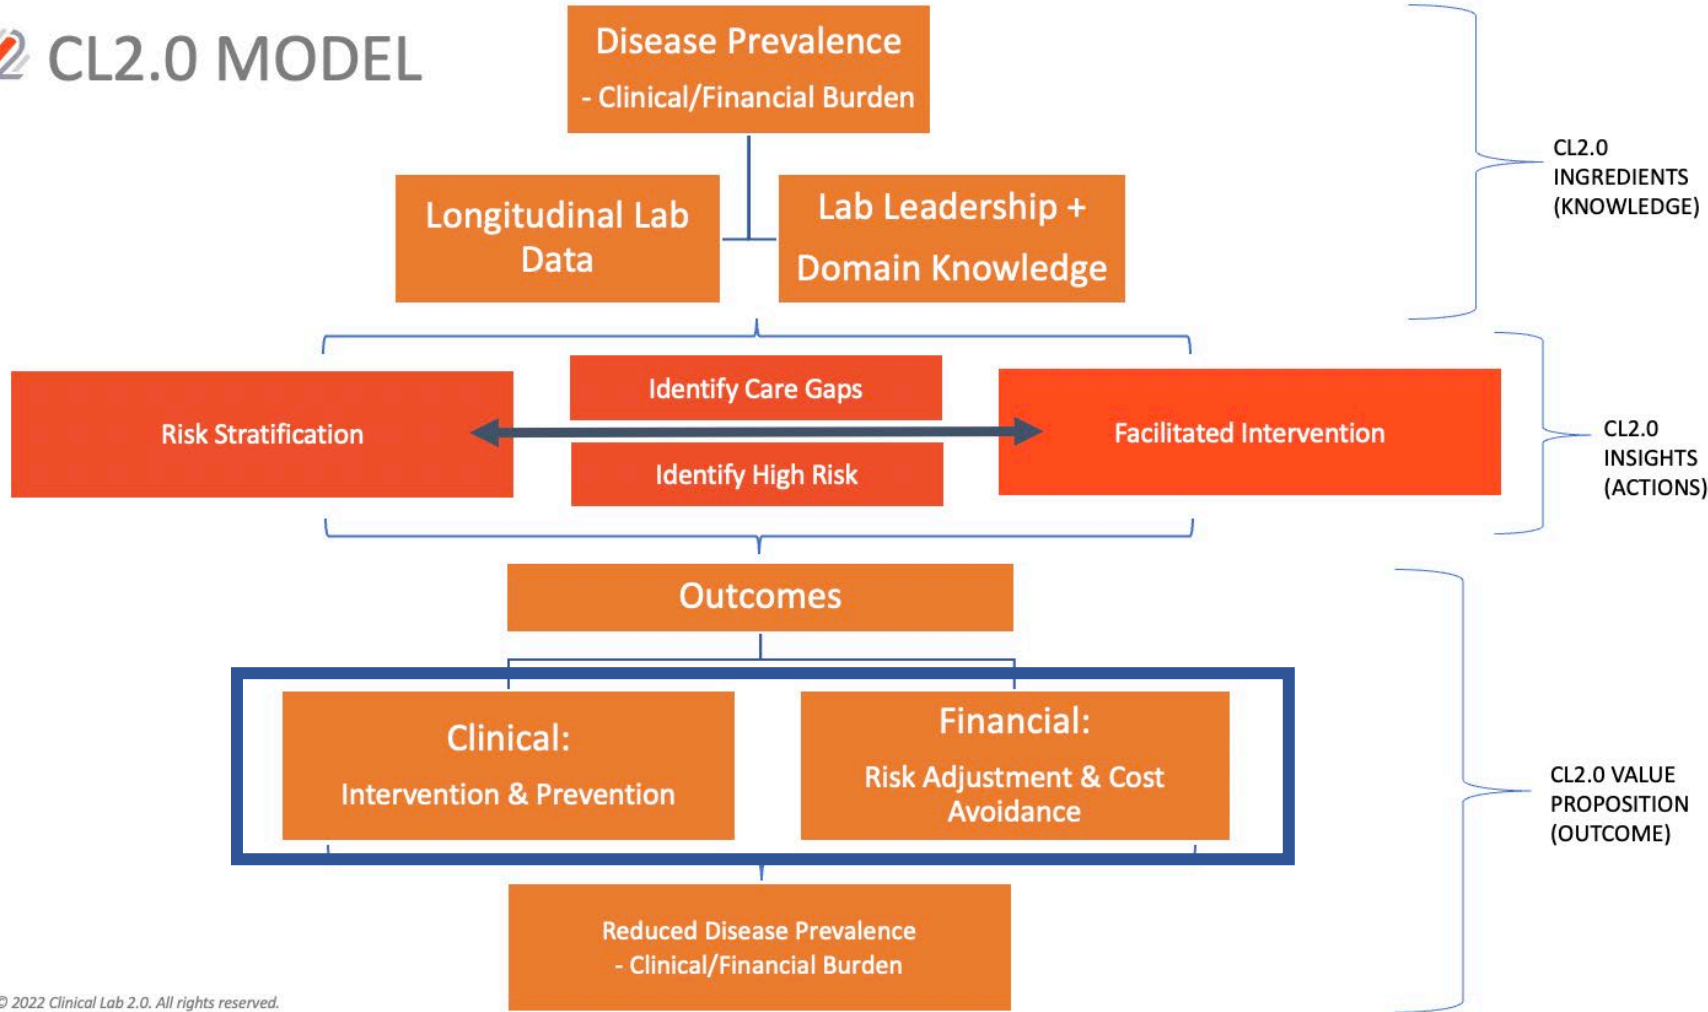 CL2.0 MODEL
Disease Prevalence
- Clinical/Financial Burden
Longitudinal Lab
Data
Lab Leadership +
Domain Knowledge
CL2.0
INGREDIENTS
(KNOWLEDGE)
Risk Stratification
Identify Care Gaps
Identify High Risk
Facilitated Intervention
CL2.0
INSIGHTS
(ACTIONS)
Outcomes
Clinical:
Intervention & Prevention
Financial:
Risk Adjustment & Cost
Avoidance
CL2.0 VALUE
PROPOSITION
(OUTCOME)
Reduced Disease Prevalence
- Clinical/Financial Burden
© 2022 Clinical Lab 2.0. All rights reserved.